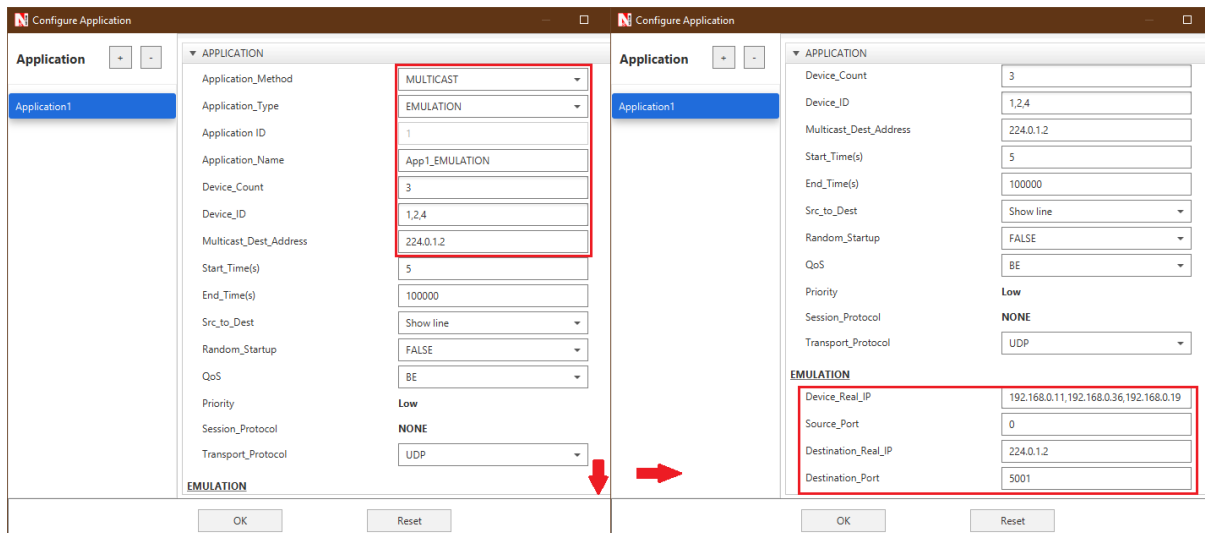 Configure Application
Application + -
Application1
APPLICATION
Application_Method MULTICAST
Application_Type EMULATION
Application ID 1
Application_Name App1_EMULATION
Device_Count 3
Device_ID 1,2,4
Multicast_Dest_Address 224.0.1.2
Start_Time(s) 5
End_Time(s) 100000
Src_to_Dest Show line
Random_Startup FALSE
QoS BE
Priority Low
Session_Protocol NONE
Transport_Protocol UDP
EMULATION
OK Reset
Configure Application
Application + -
Application1
APPLICATION
Device_Count 3
Device_ID 1,2,4
Multicast_Dest_Address 224.0.1.2
Start_Time(s) 5
End_Time(s) 100000
Src_to_Dest Show line
Random_Startup FALSE
QoS BE
Priority Low
Session_Protocol NONE
Transport_Protocol UDP
EMULATION
Device_Real_IP 192.168.0.11,192.168.0.36,192.168.0.19
Source_Port 0
Destination_Real_IP 224.0.1.2
Destination_Port 5001
OK Reset